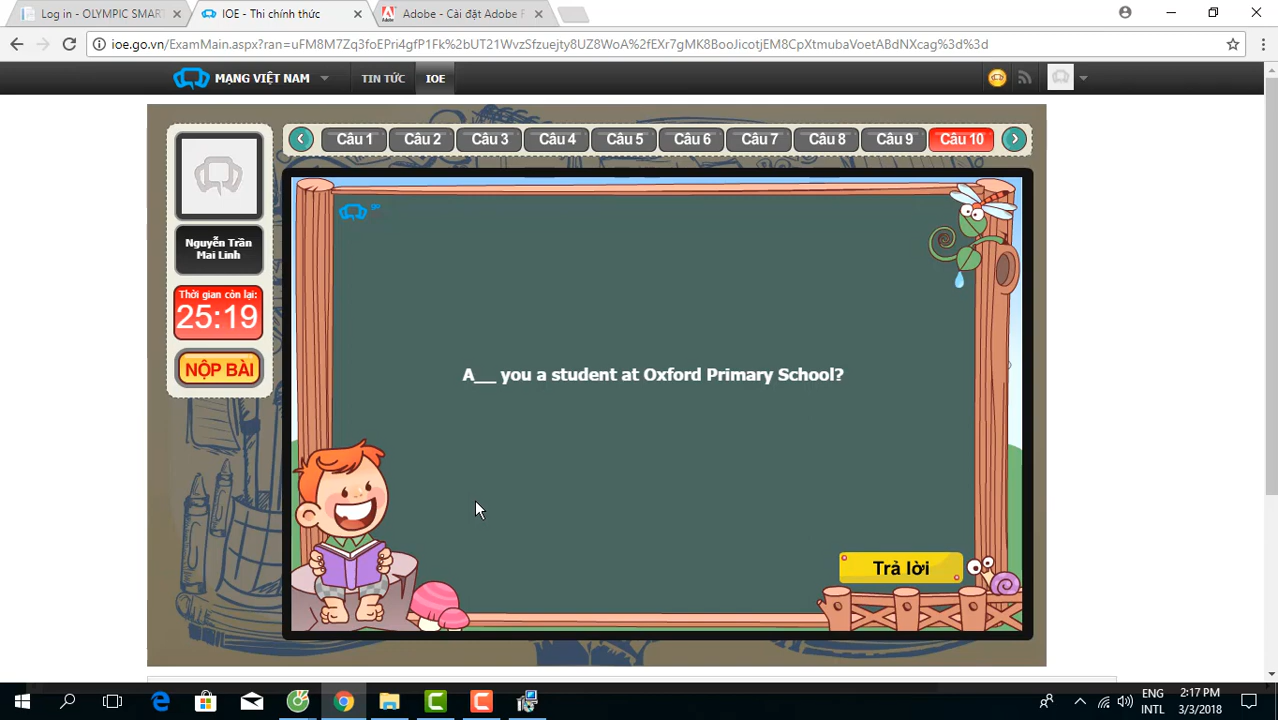 Log in - OLYMPIC SMART
IOE - Thi chính thức
Adobe - Cài đặt Adobe F
ioe.go.vn/ExamMain.aspx?ran=uFM8M7Zq3foEPri4gfP1Fk%2bUT21WvzSfzuejty8UZ8WoA%2fEXr7gMK8BooJicotjEM8CpXtmubaVoetABdNXcag%3d%3d
MẠNG VIỆT NAM
TIN TỨC
IOE
Câu 1
Câu 2
Câu 3
Câu 4
Câu 5
Câu 6
Câu 7
Câu 8
Câu 9
Câu 10
Nguyễn Trần
Mai Linh
Thời gian còn lại:
25:19
NỘP BÀI
go
A__ you a student at Oxford Primary School?
Trả lời
ENG
INTL
2:17 PM
3/3/2018